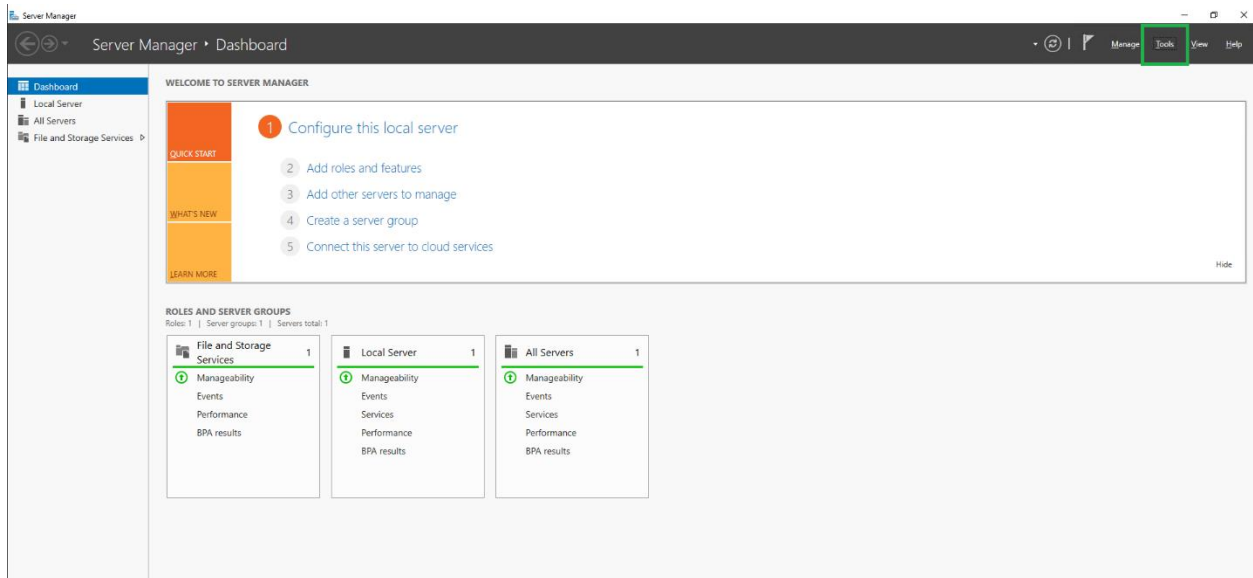 Server Manager
Server Manager • Dashboard
Manage Tools View Help
Dashboard
Local Server
All Servers
File and Storage Services
WELCOME TO SERVER MANAGER
QUICK START
WHAT'S NEW
LEARN MORE
1 Configure this local server
2 Add roles and features
3 Add other servers to manage
4 Create a server group
5 Connect this server to cloud services
Hide
ROLES AND SERVER GROUPS
Roles: 1 | Server groups: 1 | Servers total: 1
File and Storage
Services 1
Manageability
Events
Performance
BPA results
Local Server 1
Manageability
Events
Services
Performance
BPA results
All Servers 1
Manageability
Events
Services
Performance
BPA results